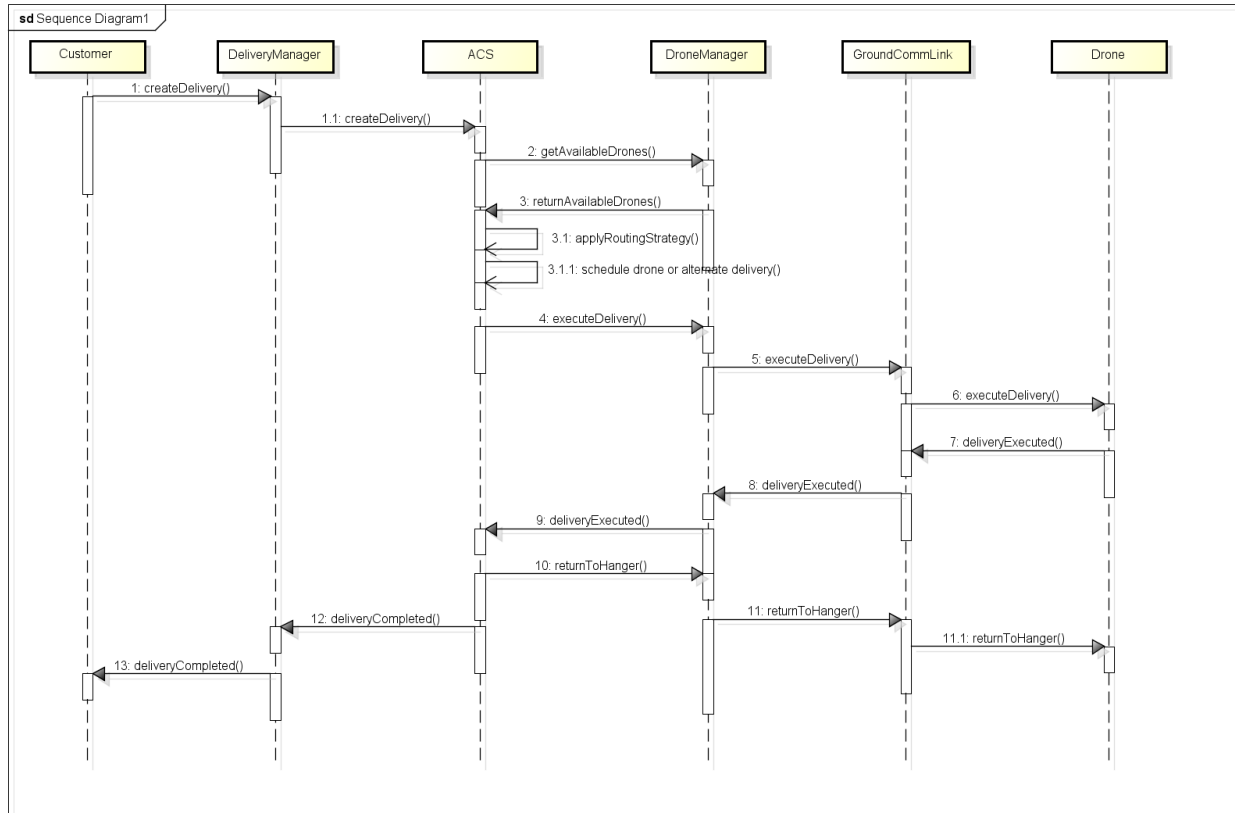 sd Sequence Diagram1
Customer
DeliveryManager
ACS
DroneManager
GroundCommLink
Drone
1: createDelivery()
1.1: createDelivery()
2: getAvailableDrones()
3: returnAvailableDrones()
3.1: applyRoutingStrategy()
3.1.1: schedule drone or alternate delivery()
4: executeDelivery()
5: executeDelivery()
6: executeDelivery()
7: deliveryExecuted()
8: deliveryExecuted()
9: deliveryExecuted()
10: returnToHanger()
11: returnToHanger()
12: deliveryCompleted()
11.1: returnToHanger()
13: deliveryCompleted()